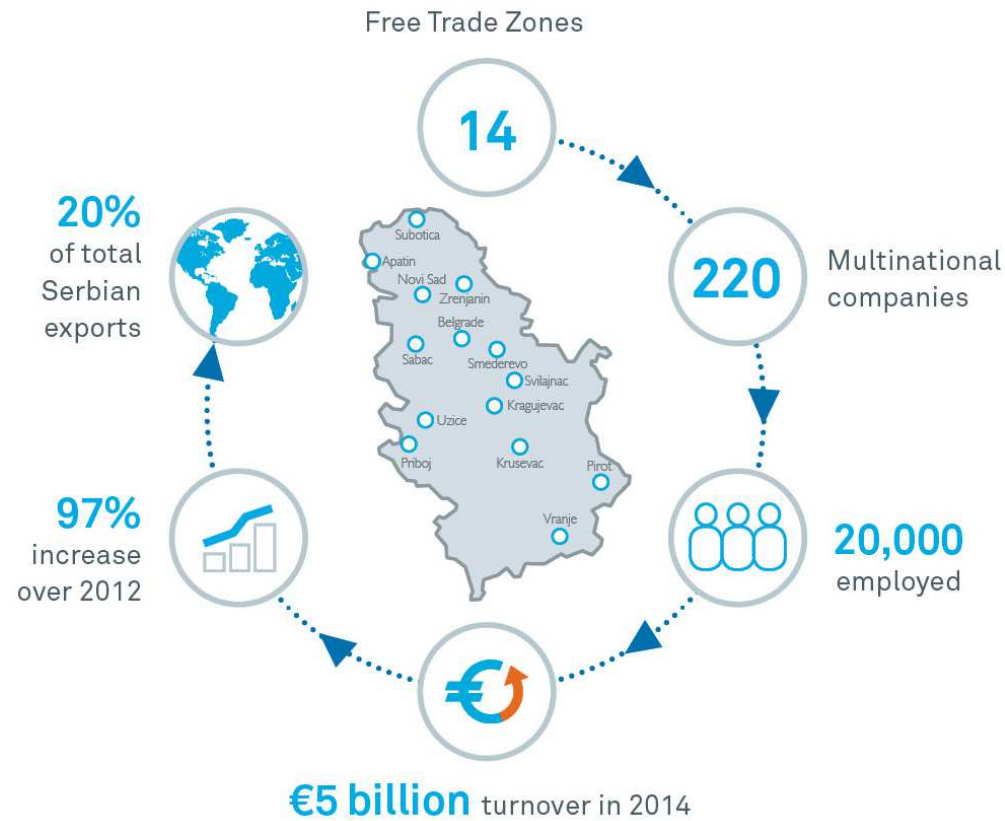 Free Trade Zones
14
220
Multinational
companies
20,000
employed
€5 billion turnover in 2014
97%
increase
over 2012
20%
of total
Serbian
exports
Subotica
Apatin
Novi Sad
Zrenjanin
Belgrade
Sabac
Smederevo
Svilajnac
Kragujevac
Uzice
Priboj
Krusevac
Pirot
Vranje